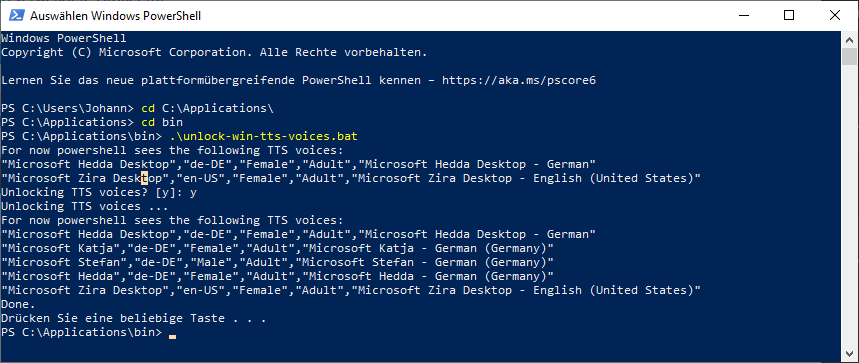 Auswählen Windows PowerShell
Windows PowerShell
Copyright (C) Microsoft Corporation. Alle Rechte vorbehalten.
Lernen Sie das neue plattformübergreifende PowerShell kennen – https://aka.ms/pscore6
PS C:\Users\Johann> cd C:\Applications\
PS C:\Applications> cd bin
PS C:\Applications\bin> .\unlock-win-tts-voices.bat
For now powershell sees the following TTS voices:
"Microsoft Hedda Desktop","de-DE","Female","Adult","Microsoft Hedda Desktop - German"
"Microsoft Zira Desktop","en-US","Female","Adult","Microsoft Zira Desktop - English (United States)"
Unlocking TTS voices? [y]: y
Unlocking TTS voices ...
For now powershell sees the following TTS voices:
"Microsoft Hedda Desktop","de-DE","Female","Adult","Microsoft Hedda Desktop - German"
"Microsoft Katja","de-DE","Female","Adult","Microsoft Katja - German (Germany)"
"Microsoft Stefan","de-DE","Male","Adult","Microsoft Stefan - German (Germany)"
"Microsoft Hedda","de-DE","Female","Adult","Microsoft Hedda - German (Germany)"
"Microsoft Zira Desktop","en-US","Female","Adult","Microsoft Zira Desktop - English (United States)"
Done.
Drücken Sie eine beliebige Taste . . .
PS C:\Applications\bin>